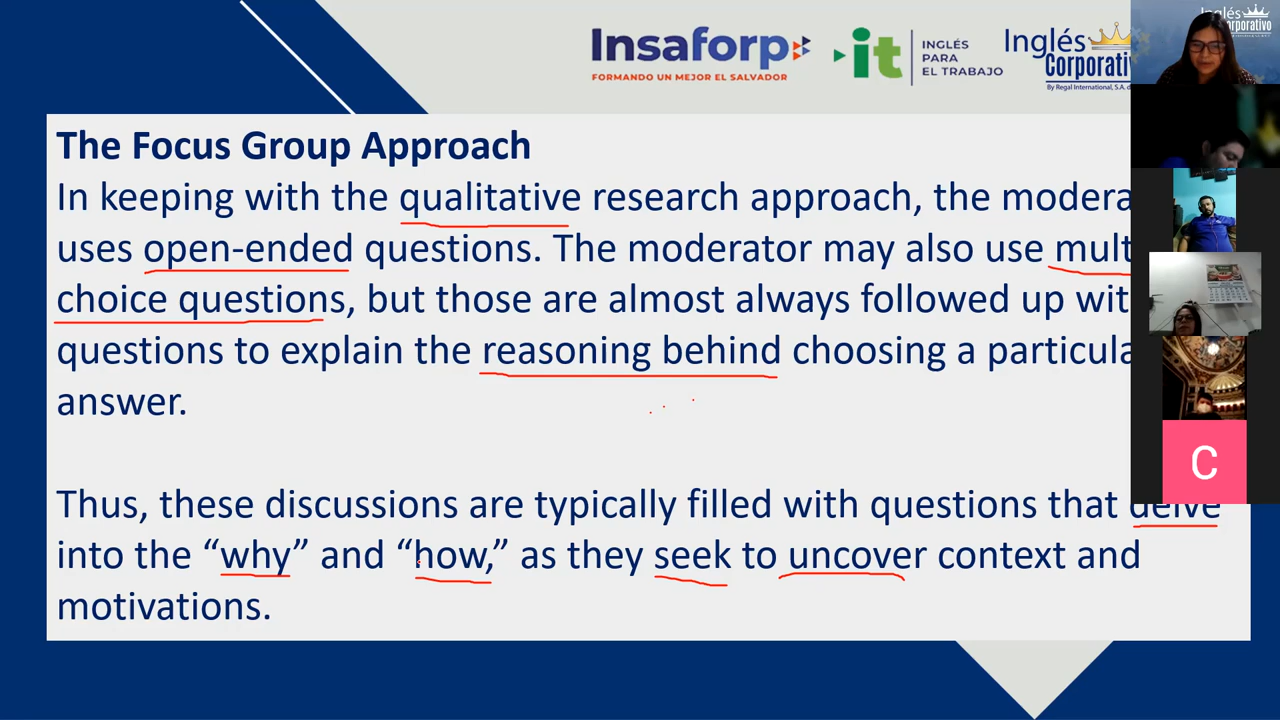 Insaforp
FORMANDO UN MEJOR EL SALVADOR
it
INGLÉS
PARA
EL TRABAJO
Inglés
Corporativ
By Regal International, S.A. d
The Focus Group Approach
In keeping with the qualitative research approach, the modera
uses open-ended questions. The moderator may also use mult
choice questions, but those are almost always followed up wit
questions to explain the reasoning behind choosing a particula
answer.
Thus, these discussions are typically filled with questions that delve
into the “why” and “how,” as they seek to uncover context and
motivations.
C